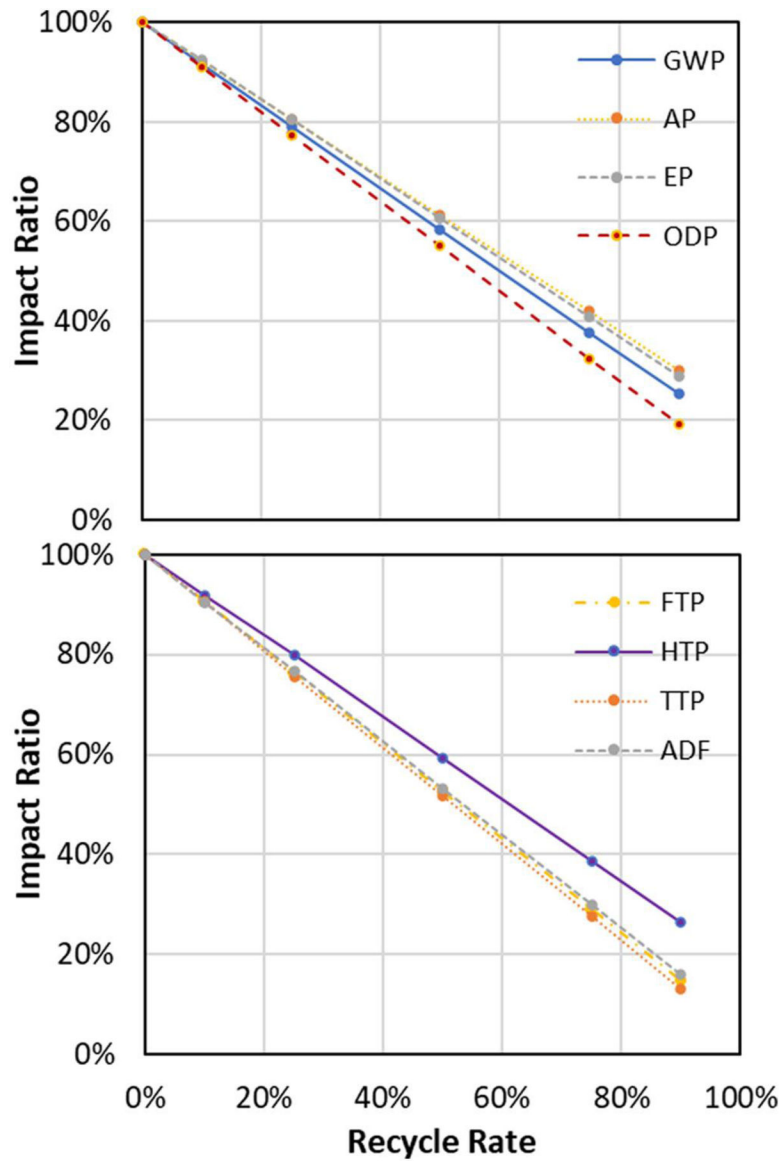 100%
80%
60%
40%
20%
0%
Impact Ratio
GWP
AP
EP
ODP
100%
80%
60%
40%
20%
0%
Impact Ratio
FTP
HTP
TTP
ADF
0% 20% 40% 60% 80% 100%
Recycle Rate